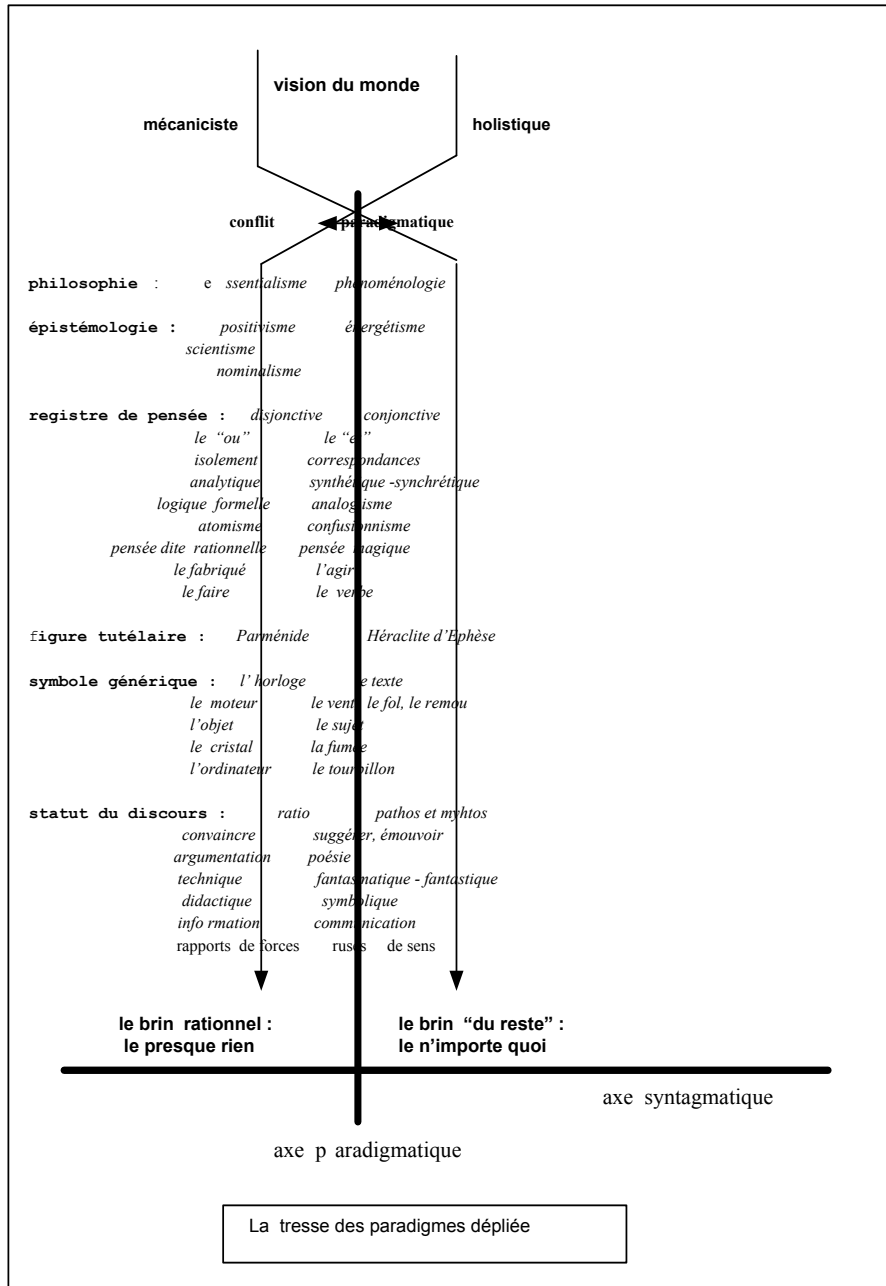 vision du monde
mécaniciste holistique
conflit paradigmatique
philosophie : e ssentialisme phénoménologie
épistémologie : positivisme énergétisme
scientisme
nominalisme
registre de pensée : disjonctive conjonctive
le “ou” le “et”
isolement correspondances
analytique synthétique -synchrétique
logique formelle analogisme
atomisme confusionnisme
pensée dite rationnelle pensée magique
le fabriqué l’agir
le faire le verbe
figure tutélaire : Parménide Héraclite d’Ephèse
symbole générique : l’ horloge le texte
le moteur le vent, le fol, le remou
l’objet le sujet
le cristal la fumée
l’ordinateur le tourbillon
statut du discours : ratio pathos et myhtos
convaincre suggérer, émouvoir
argumentation poésie
technique fantasmatique - fantastique
didactique symbolique
info rmation communication
rapports de forces ruses de sens
le brin rationnel : le brin “du reste” :
le presque rien le n’importe quoi
axe syntagmatique
axe p aradigmatique
La tresse des paradigmes dépliée